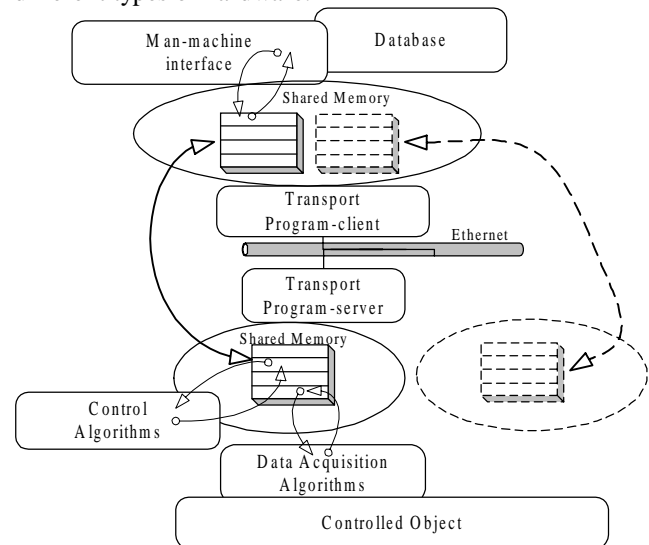 Man-machine
interface
Database
Shared Memory
Transport
Program-client
Ethernet
Transport
Program-server
Shared Memory
Control
Algorithms
Data Acquisition
Algorithms
Controlled Object